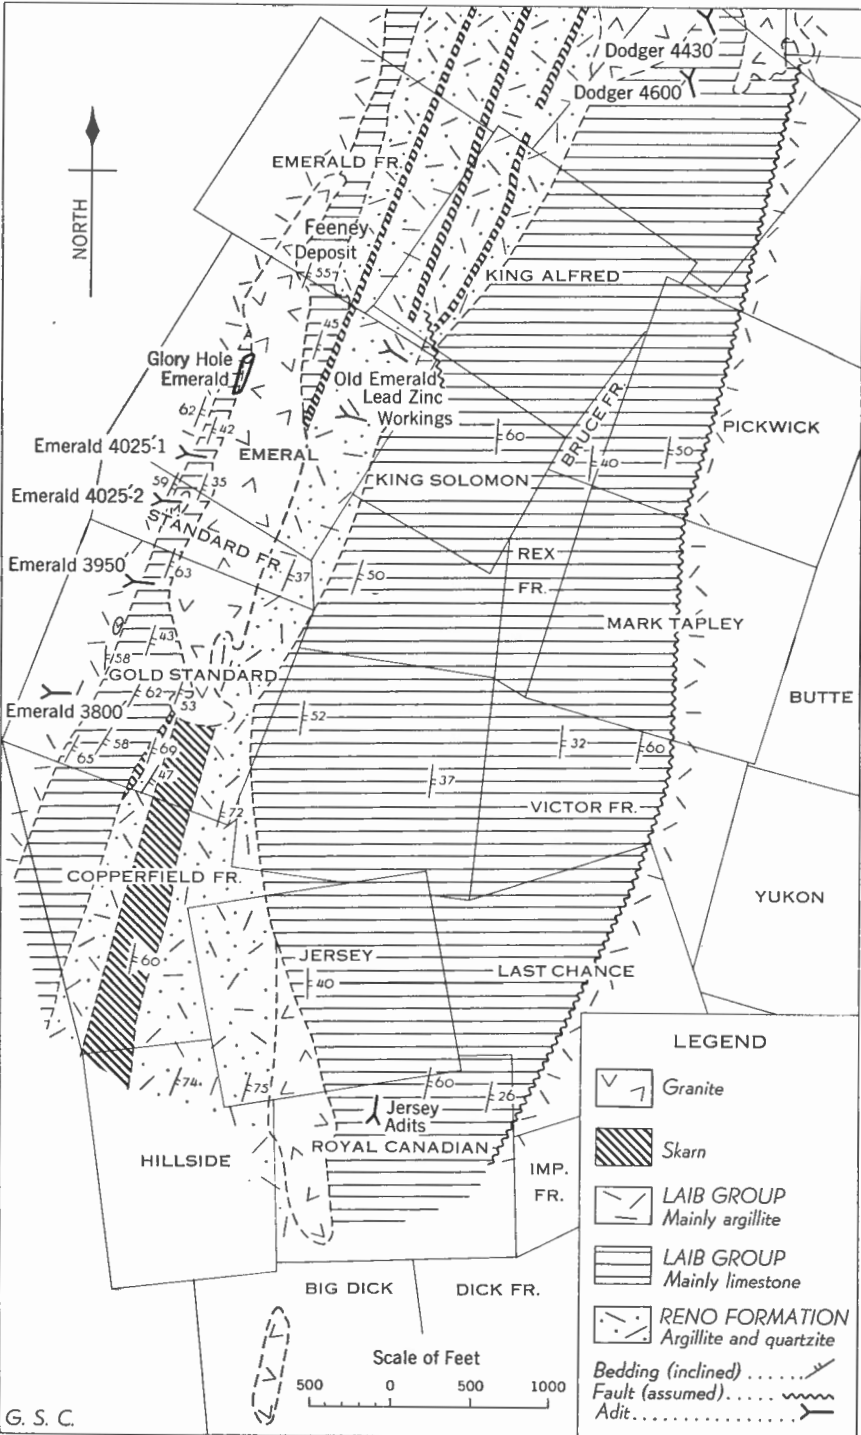 Dodger 4430
Dodger 4600
EMERALD FR.
NORTH
Feeney
Deposit
55
KING ALFRED
45
Glory Hole
Emerald
Old Emerald
Lead Zinc
Workings
62
42
BRUCE FR.
60
PICKWICK
50
40
Emerald 4025-1
EMERAL
KING SOLOMON
59
35
Emerald 4025-2
STANDARD FR.
REX
FR.
Emerald 3950
63
37
50
MARK TAPLEY
43
58
GOLD STANDARD
62
53
BUTTE
Emerald 3800
52
58
65
69
32
60
47
37
72
VICTOR FR.
COPPERFIELD FR.
YUKON
60
JERSEY
LAST CHANCE
40
74
75
60
26
Jersey
Adits
ROYAL CANADIAN
HILLSIDE
IMP.
FR.
BIG DICK
DICK FR.
Scale of Feet
500 0 500 1000
G. S. C.
LEGEND
Granite
Skarn
LAIB GROUP
Mainly argillite
LAIB GROUP
Mainly limestone
RENO FORMATION
Argillite and quartzite
Bedding (inclined)......
Fault (assumed).....
Adit................